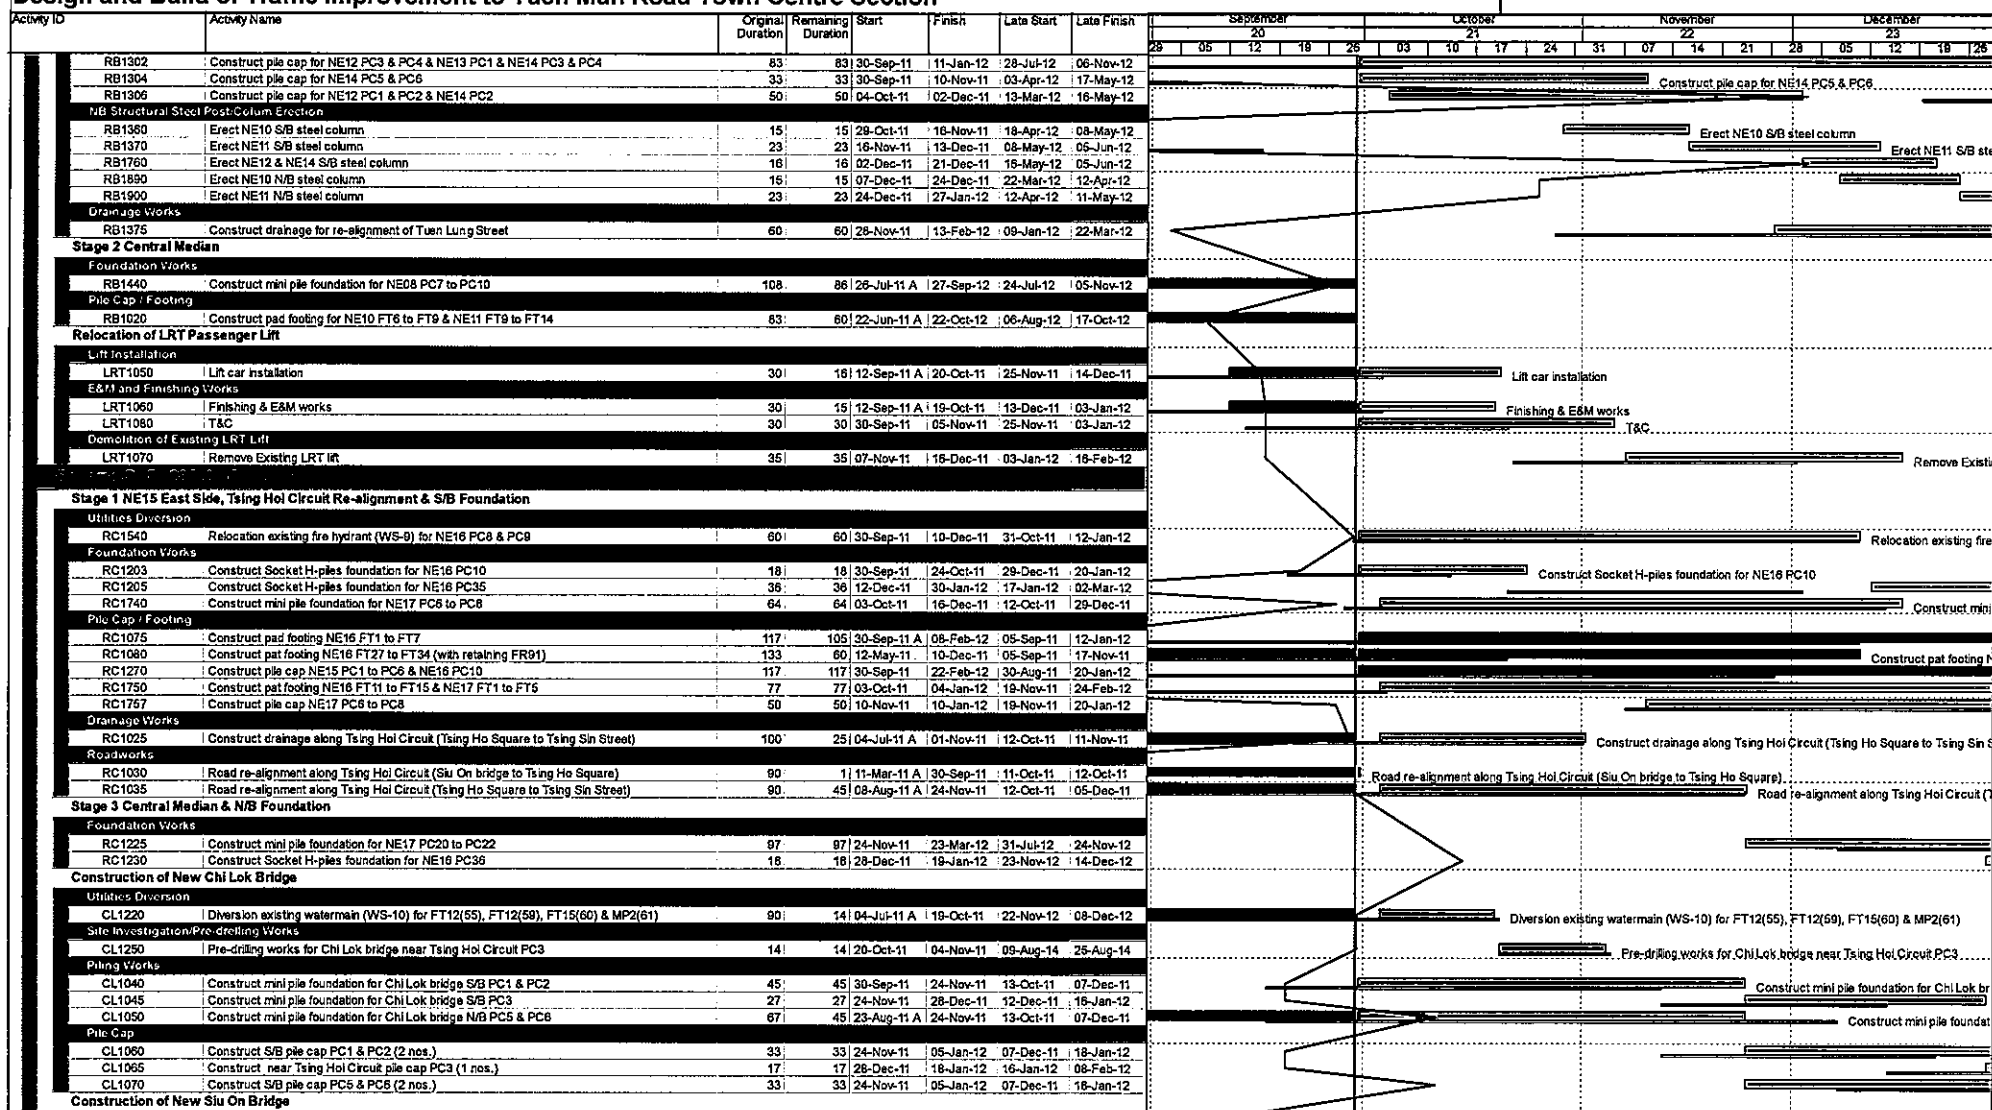 Design and Build of Traffic Improvement to Tuen Mun Road Town Centre Section
Activity ID Activity Name Original Duration Remaining Duration Start Finish Late Start Late Finish September October November December
20 21 22 23
29 05 12 19 26 03 10 17 24 31 07 14 21 28 05 12 19 26
RB1302 Construct pile cap for NE12 PC3 & PC4 & NE13 PC1 & NE14 PC3 & PC4 83 83 30-Sep-11 11-Jan-12 28-Jul-12 06-Nov-12
RB1304 Construct pile cap for NE14 PC5 & PC6 33 33 30-Sep-11 10-Nov-11 03-Apr-12 17-May-12 Construct pile cap for NE14 PC5 & PC6
RB1306 Construct pile cap for NE12 PC1 & PC2 & NE14 PC2 50 50 04-Oct-11 02-Dec-11 13-Mar-12 16-May-12
NB Structural Steel Post/Colum Erection
RB1360 Erect NE10 S/B steel column 15 15 29-Oct-11 16-Nov-11 18-Apr-12 08-May-12 Erect NE10 S/B steel column
RB1370 Erect NE11 S/B steel column 23 23 16-Nov-11 13-Dec-11 08-May-12 05-Jun-12 Erect NE11 S/B ste
RB1760 Erect NE12 & NE14 S/B steel column 16 16 02-Dec-11 21-Dec-11 16-May-12 05-Jun-12
RB1890 Erect NE10 N/B steel column 15 15 07-Dec-11 24-Dec-11 22-Mar-12 12-Apr-12
RB1900 Erect NE11 N/B steel column 23 23 24-Dec-11 27-Jan-12 12-Apr-12 11-May-12
Drainage Works
RB1375 Construct drainage for re-alignment of Tuen Lung Street 60 60 28-Nov-11 13-Feb-12 09-Jan-12 22-Mar-12
Stage 2 Central Median
Foundation Works
RB1440 Construct mini pile foundation for NE08 PC7 to PC10 108 86 26-Jul-11 A 27-Sep-12 24-Jul-12 05-Nov-12
Pile Cap / Footing
RB1020 Construct pad footing for NE10 FT6 to FT9 & NE11 FT9 to FT14 83 60 22-Jun-11 A 22-Oct-12 06-Aug-12 17-Oct-12
Relocation of LRT Passenger Lift
Lift Installation
LRT1050 Lift car installation 30 16 12-Sep-11 A 20-Oct-11 25-Nov-11 14-Dec-11 Lift car installation
E&M and Finishing Works
LRT1060 Finishing & E&M works 30 15 12-Sep-11 A 19-Oct-11 13-Dec-11 03-Jan-12 Finishing & E&M works
LRT1080 T&C 30 30 30-Sep-11 05-Nov-11 25-Nov-11 03-Jan-12 T&C
Demolition of Existing LRT Lift
LRT1070 Remove Existing LRT lift 35 35 07-Nov-11 16-Dec-11 03-Jan-12 16-Feb-12 Remove Existi
Stage 1 NE15 East Side, Tsing Hoi Circuit Re-alignment & S/B Foundation
Utilities Diversion
RC1540 Relocation existing fire hydrant (WS-9) for NE16 PC8 & PC9 60 60 30-Sep-11 10-Dec-11 31-Oct-11 12-Jan-12 Relocation existing fire
Foundation Works
RC1203 Construct Socket H-piles foundation for NE16 PC10 18 18 30-Sep-11 24-Oct-11 29-Dec-11 20-Jan-12 Construct Socket H-piles foundation for NE16 PC10
RC1205 Construct Socket H-piles foundation for NE16 PC35 36 36 12-Dec-11 30-Jan-12 17-Jan-12 02-Mar-12
RC1740 Construct mini pile foundation for NE17 PC6 to PC8 64 64 03-Oct-11 16-Dec-11 12-Oct-11 29-Dec-11 Construct mini
Pile Cap / Footing
RC1075 Construct pad footing NE16 FT1 to FT7 117 105 30-Sep-11 A 08-Feb-12 05-Sep-11 12-Jan-12
RC1080 Construct pat footing NE16 FT27 to FT34 (with retaining FR91) 133 60 12-May-11 10-Dec-11 05-Sep-11 17-Nov-11 Construct pat footing N
RC1270 Construct pile cap NE15 PC1 to PC6 & NE16 PC10 117 117 30-Sep-11 22-Feb-12 30-Aug-11 20-Jan-12
RC1750 Construct pat footing NE16 FT11 to FT15 & NE17 FT1 to FT5 77 77 03-Oct-11 04-Jan-12 19-Nov-11 24-Feb-12
RC1757 Construct pile cap NE17 PC6 to PC8 50 50 10-Nov-11 10-Jan-12 19-Nov-11 20-Jan-12
Drainage Works
RC1025 Construct drainage along Tsing Hoi Circuit (Tsing Ho Square to Tsing Sin Street) 100 25 04-Jul-11 A 01-Nov-11 12-Oct-11 11-Nov-11 Construct drainage along Tsing Hoi Circuit (Tsing Ho Square to Tsing Sin S
Roadworks
RC1030 Road re-alignment along Tsing Hoi Circuit (Siu On bridge to Tsing Ho Square) 90 1 11-Mar-11 A 30-Sep-11 11-Oct-11 12-Oct-11 Road re-alignment along Tsing Hoi Circuit (Siu On bridge to Tsing Ho Square)
RC1035 Road re-alignment along Tsing Hoi Circuit (Tsing Ho Square to Tsing Sin Street) 90 45 08-Aug-11 A 24-Nov-11 12-Oct-11 05-Dec-11 Road re-alignment along Tsing Hoi Circuit (T
Stage 3 Central Median & N/B Foundation
Foundation Works
RC1225 Construct mini pile foundation for NE17 PC20 to PC22 97 97 24-Nov-11 23-Mar-12 31-Jul-12 24-Nov-12
RC1230 Construct Socket H-piles foundation for NE16 PC36 18 18 28-Dec-11 19-Jan-12 23-Nov-12 14-Dec-12
Construction of New Chi Lok Bridge
Utilities Diversion
CL1220 Diversion existing watermain (WS-10) for FT12(55), FT12(59), FT15(60) & MP2(61) 90 14 04-Jul-11 A 19-Oct-11 22-Nov-12 08-Dec-12 Diversion existing watermain (WS-10) for FT12(55), FT12(59), FT15(60) & MP2(61)
Site Investigation/Pre-drelling Works
CL1250 Pre-drilling works for Chi Lok bridge near Tsing Hoi Circuit PC3 14 14 20-Oct-11 04-Nov-11 09-Aug-14 25-Aug-14 Pre-drilling works for Chi Lok bridge near Tsing Hoi Circuit PC3
Piling Works
CL1040 Construct mini pile foundation for Chi Lok bridge S/B PC1 & PC2 45 45 30-Sep-11 24-Nov-11 13-Oct-11 07-Dec-11 Construct mini pile foundation for Chi Lok br
CL1045 Construct mini pile foundation for Chi Lok bridge S/B PC3 27 27 24-Nov-11 28-Dec-11 12-Dec-11 16-Jan-12
CL1050 Construct mini pile foundation for Chi Lok bridge N/B PC5 & PC6 67 45 23-Aug-11 A 24-Nov-11 13-Oct-11 07-Dec-11 Construct mini pile foundat
Pile Cap
CL1060 Construct S/B pile cap PC1 & PC2 (2 nos.) 33 33 24-Nov-11 05-Jan-12 07-Dec-11 18-Jan-12
CL1065 Construct near Tsing Hoi Circuit pile cap PC3 (1 nos.) 17 17 28-Dec-11 18-Jan-12 16-Jan-12 08-Feb-12
CL1070 Construct S/B pile cap PC5 & PC6 (2 nos.) 33 33 24-Nov-11 05-Jan-12 07-Dec-11 18-Jan-12
Construction of New Siu On Bridge